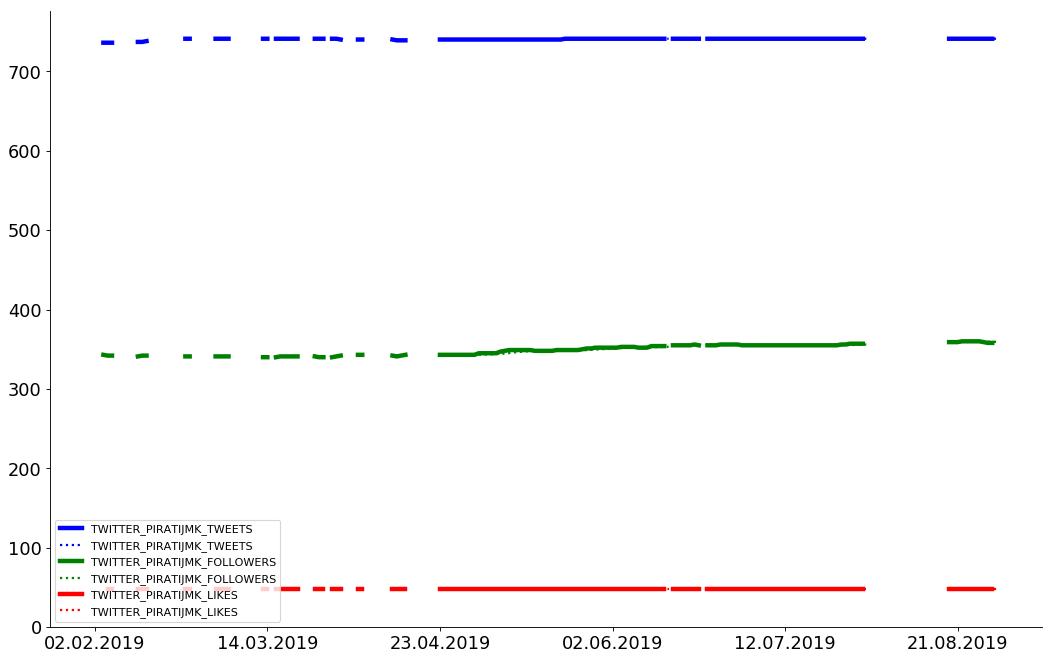 700
600
500
400
300
200
100
0
TWITTER_PIRATIJMK_TWEETS
TWITTER_PIRATIJMK_TWEETS
TWITTER_PIRATIJMK_FOLLOWERS
TWITTER_PIRATIJMK_FOLLOWERS
TWITTER_PIRATIJMK_LIKES
TWITTER_PIRATIJMK_LIKES
02.02.2019 14.03.2019 23.04.2019 02.06.2019 12.07.2019 21.08.2019